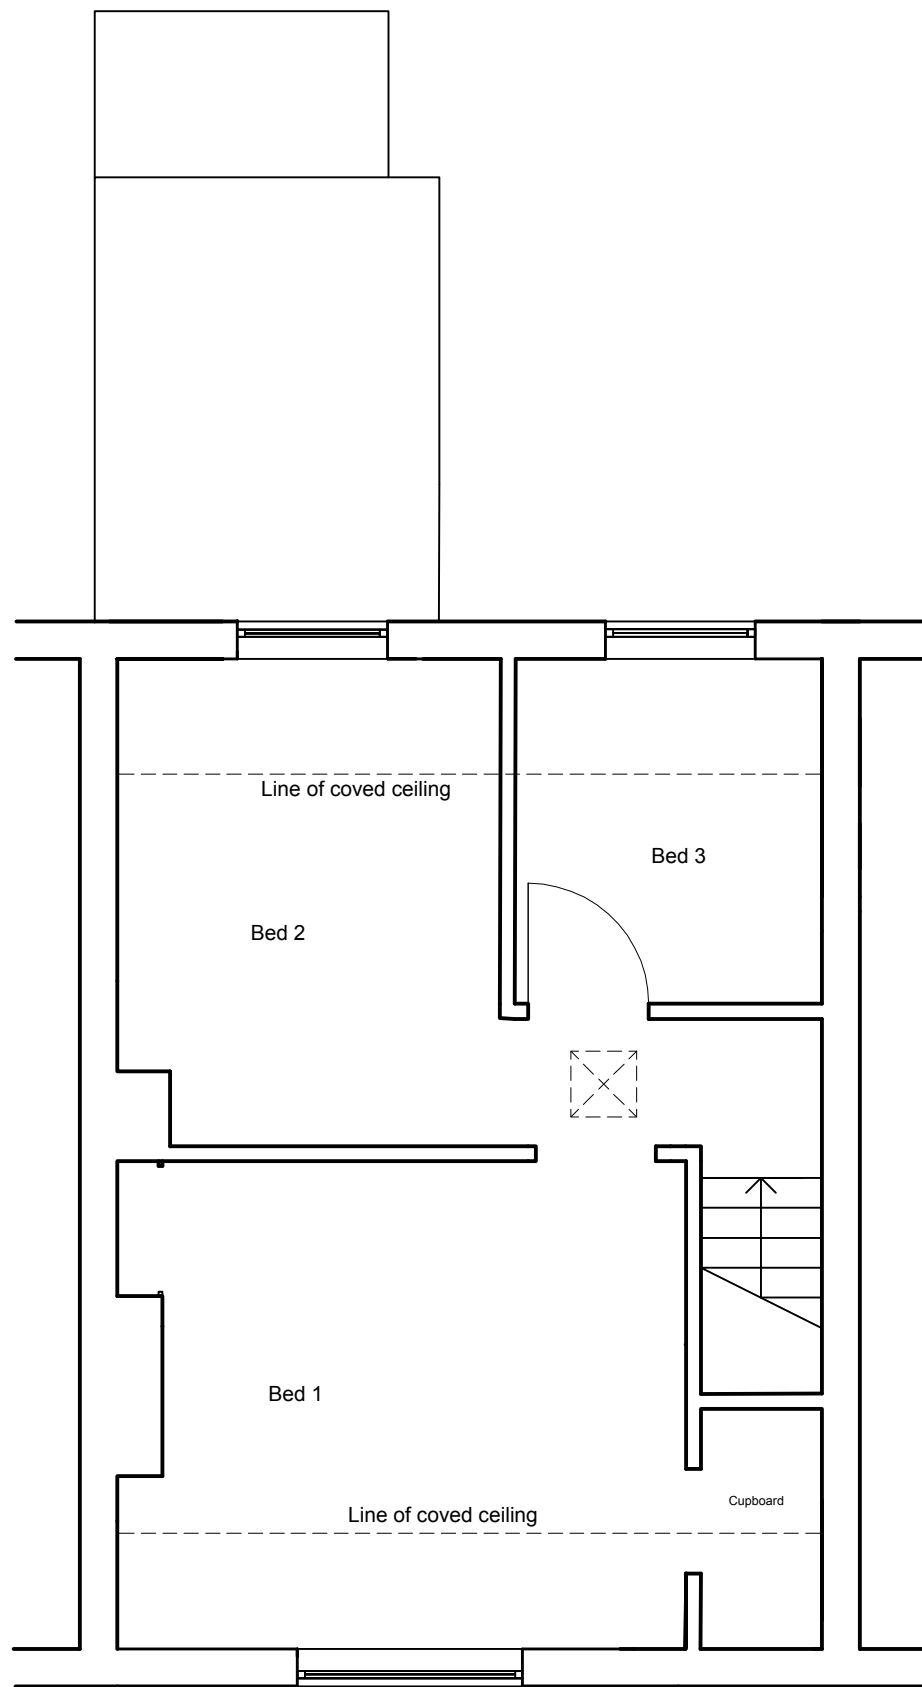 Line of coved ceiling
Bed 3
Bed 2
Bed 1
Cupboard
Line of coved ceiling